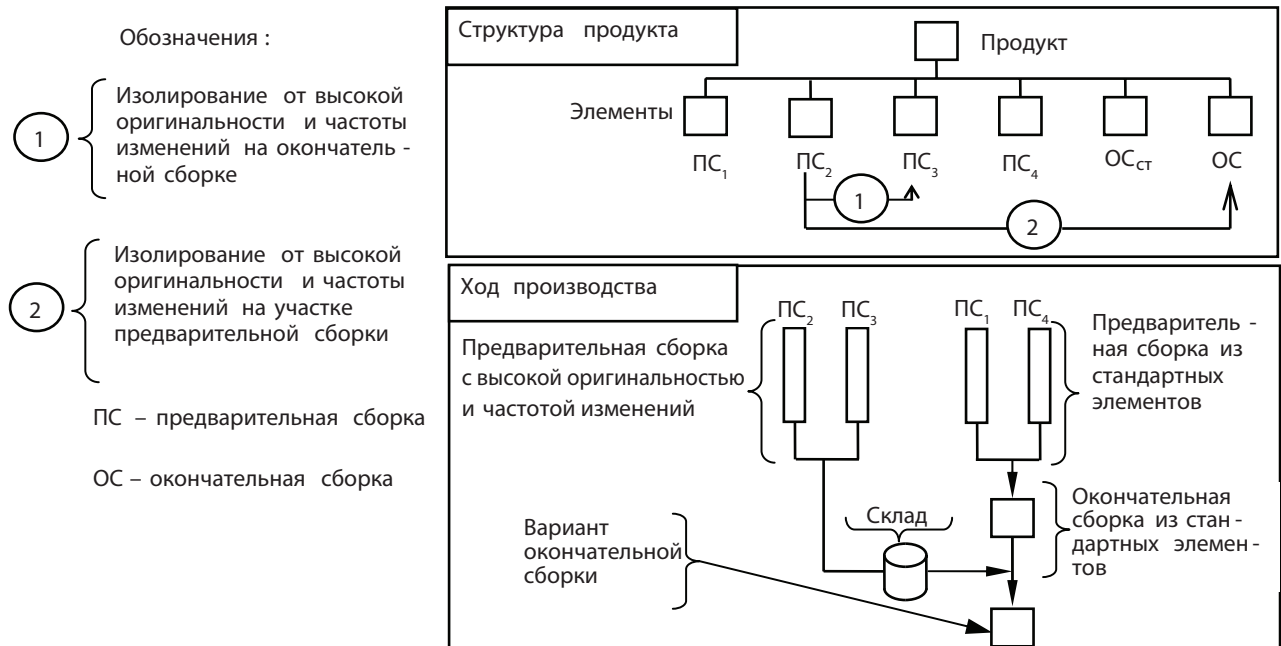 Обозначения :
1
Изолирование от высокой
оригинальности и частоты
изменений на окончатель -
ной сборке
2
Изолирование от высокой
оригинальности и частоты
изменений на участке
предварительной сборки
ПС – предварительная сборка
ОС – окончательная сборка
Структура продукта
Продукт
Элементы
ПС1 ПС2 ПС3 ПС4 ОСст ОС
1
2
Ход производства
ПС2 ПС3 ПС1 ПС4
Предварительная сборка
с высокой оригинальностью
и частотой изменений
Предваритель -
ная сборка из
стандартных
элементов
Склад
Окончательная
сборка из стан -
дартных элемен -
тов
Вариант
окончательной
сборки